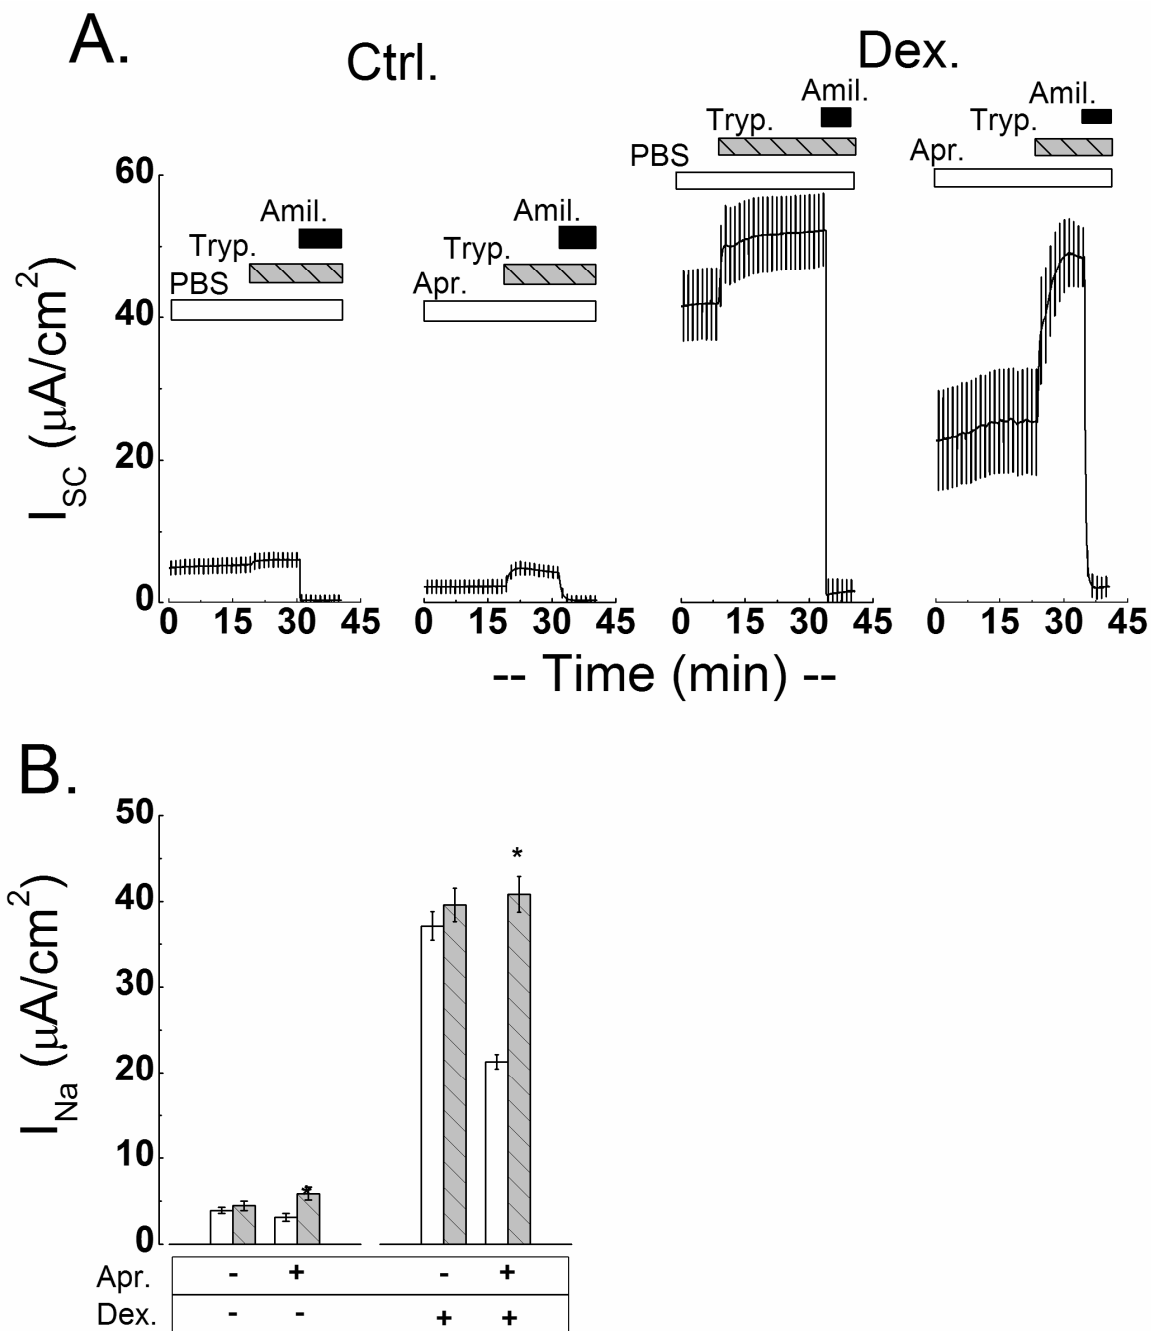 A.
Ctrl.
Dex.
Amil.
Tryp.
PBS
Amil.
Tryp.
Apr.
Amil.
Tryp.
PBS
Amil.
Tryp.
Apr.
I_SC (μA/cm²)
60
40
20
0
0 15 30 45
0 15 30 45
0 15 30 45
0 15 30 45
-- Time (min) --
B.
I_Na (μA/cm²)
50
40
30
20
10
0
*
*
Apr. - + - +
Dex. - - + +